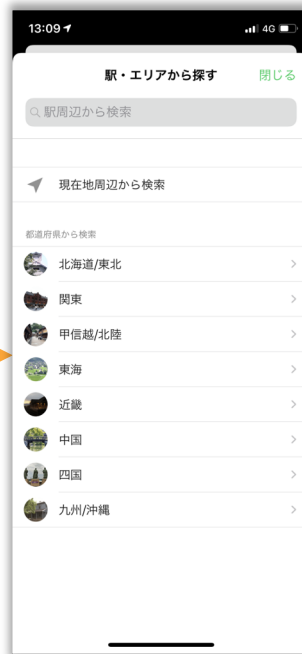 13:09
4G
駅・エリアから探す
閉じる
駅周辺から検索
現在地周辺から検索
都道府県から検索
北海道/東北
関東
甲信越/北陸
東海
近畿
中国
四国
九州/沖縄